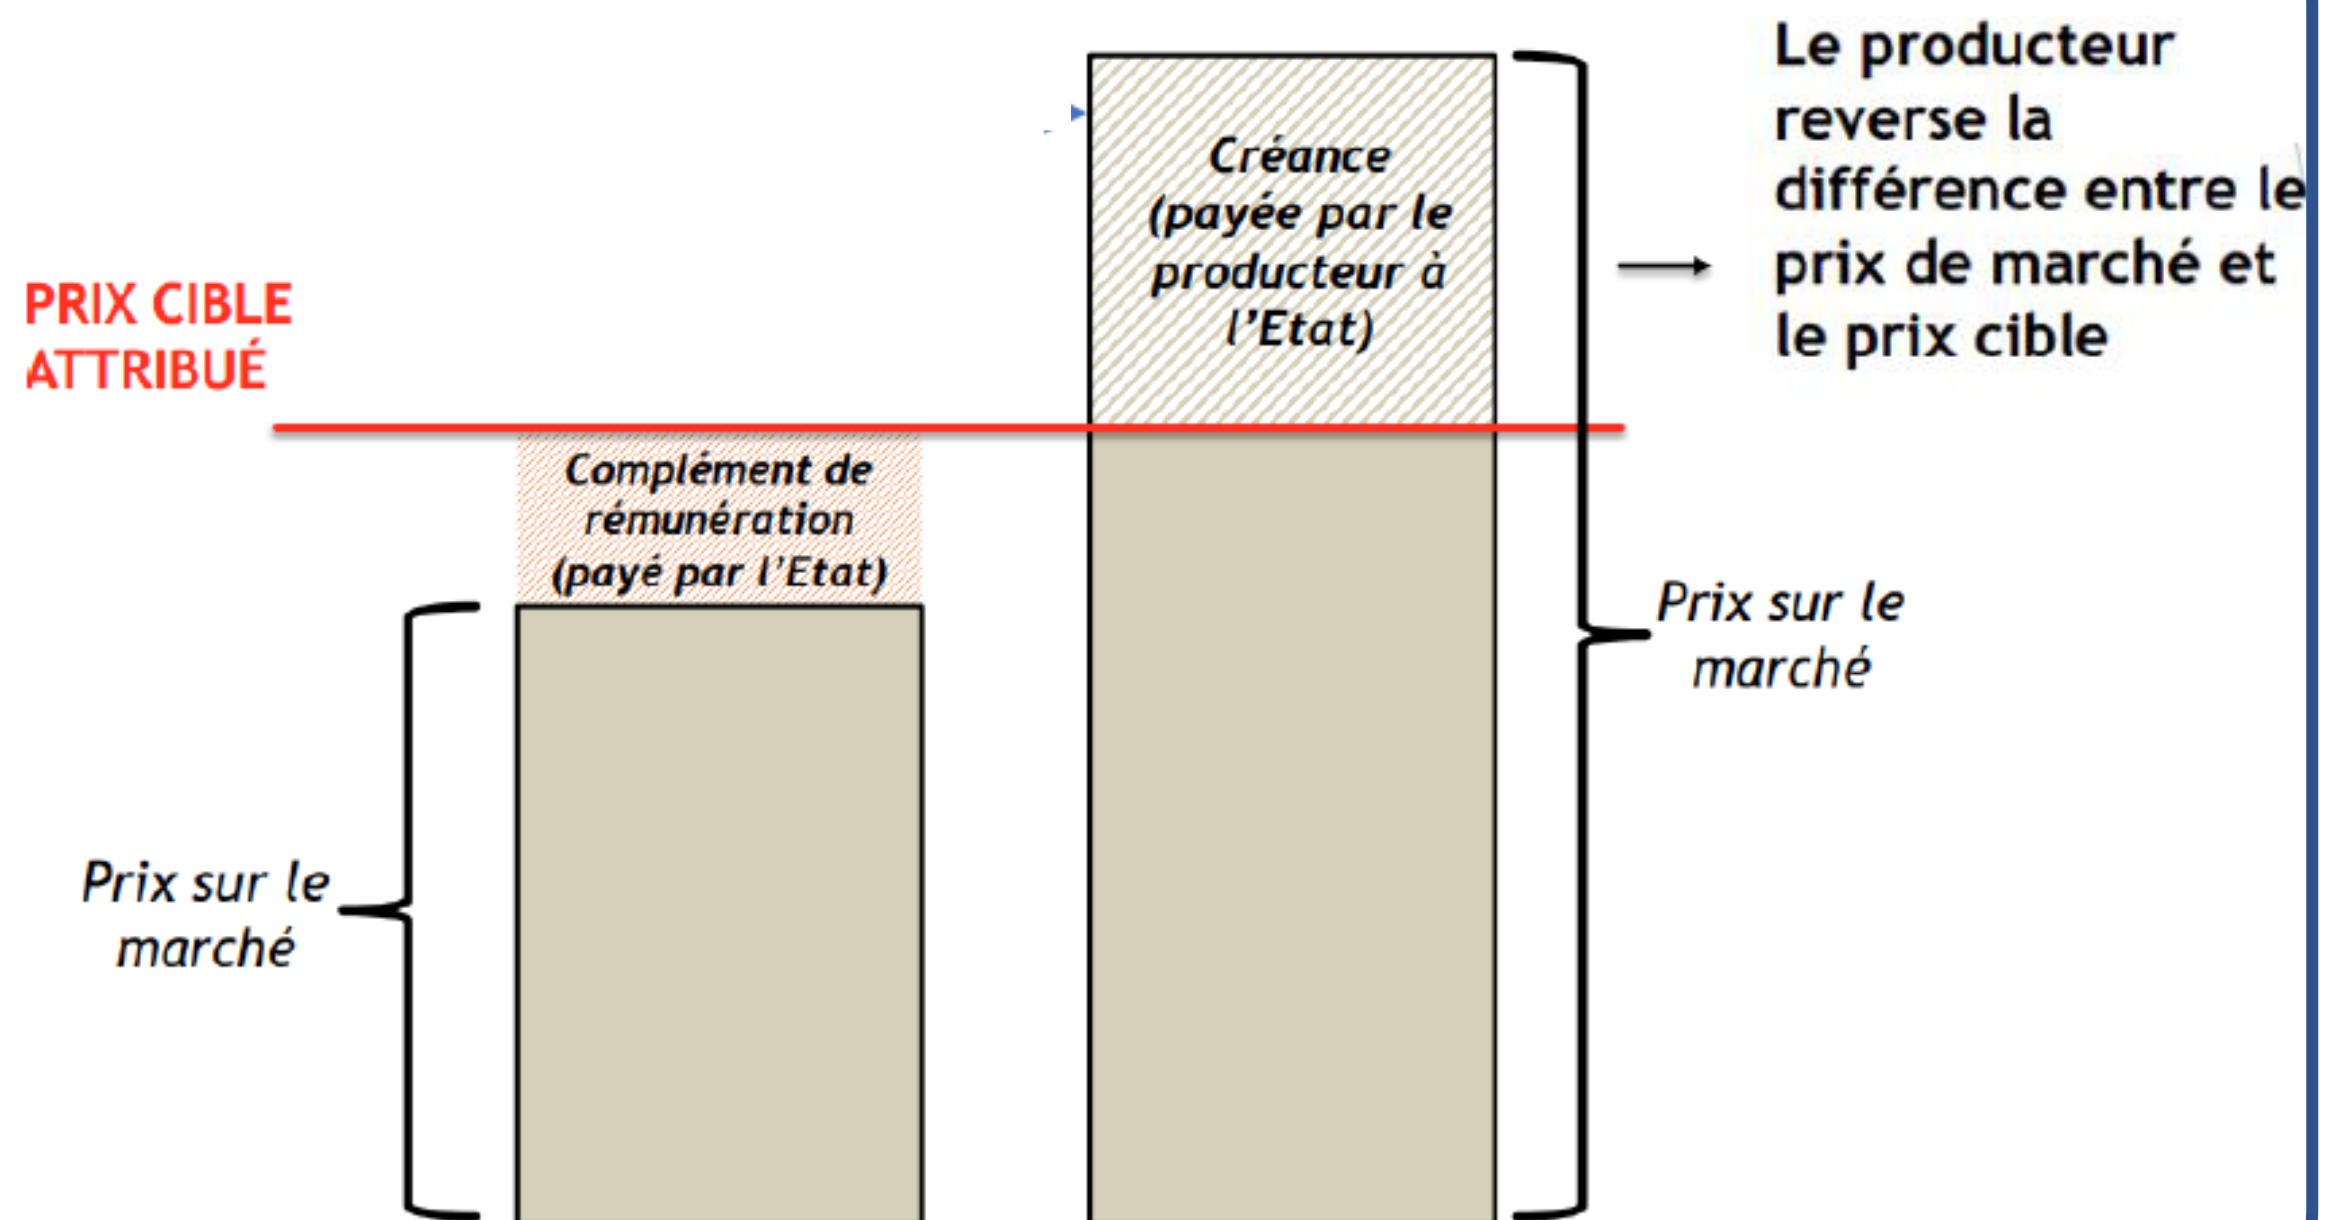 Le producteur
reverse la
différence entre le
prix de marché et
le prix cible
Créance
(payée par le
producteur à
l'Etat)
PRIX CIBLE
ATTRIBUÉ
Complément de
rémunération
(payé par l'Etat)
Prix sur le
marché
Prix sur le
marché